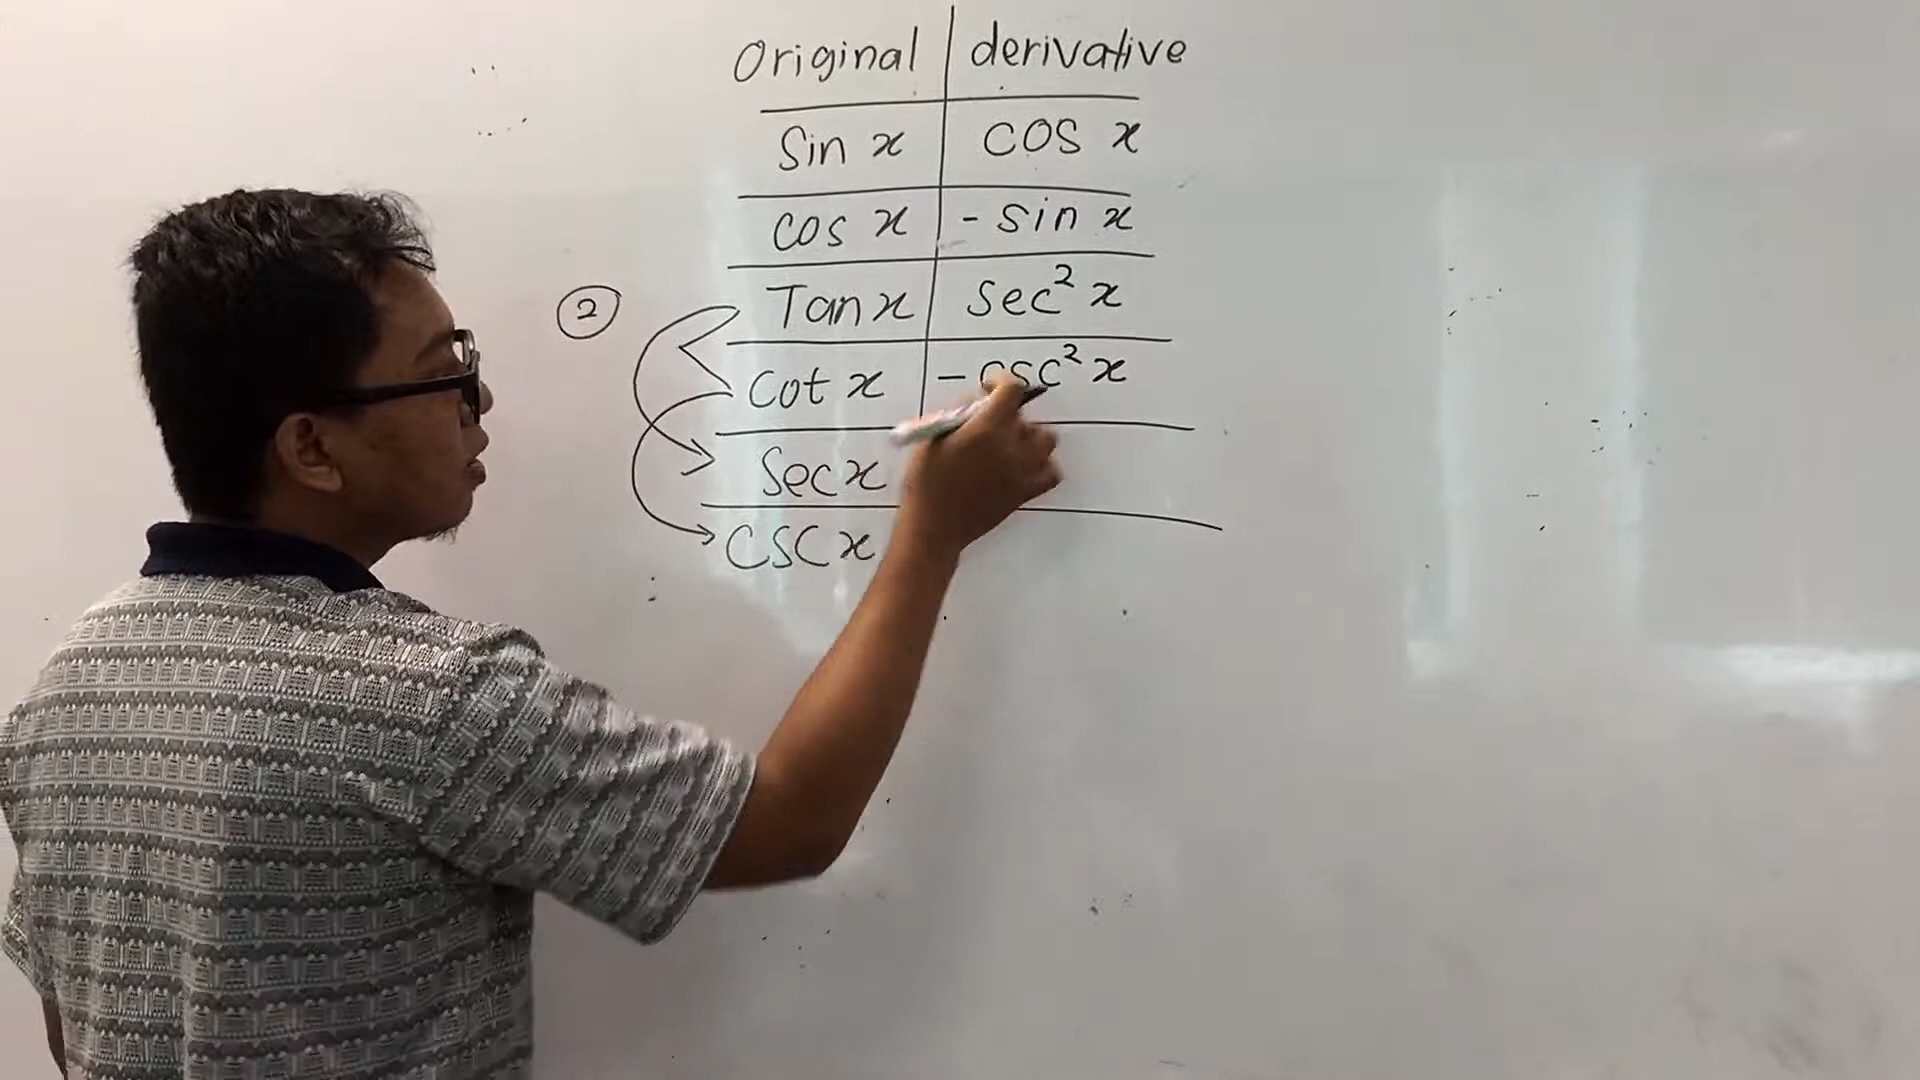 Original derivative
Sin x cos x
cos x - sin x
② Tan x Sec² x
Cot x - csc² x
Sec x
CSC x